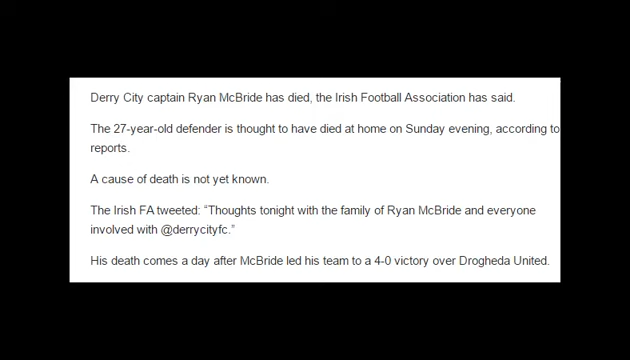 Derry City captain Ryan McBride has died, the Irish Football Association has said.
The 27-year-old defender is thought to have died at home on Sunday evening, according to
reports.
A cause of death is not yet known.
The Irish FA tweeted: “Thoughts tonight with the family of Ryan McBride and everyone
involved with @derrycityfc.”
His death comes a day after McBride led his team to a 4-0 victory over Drogheda United.